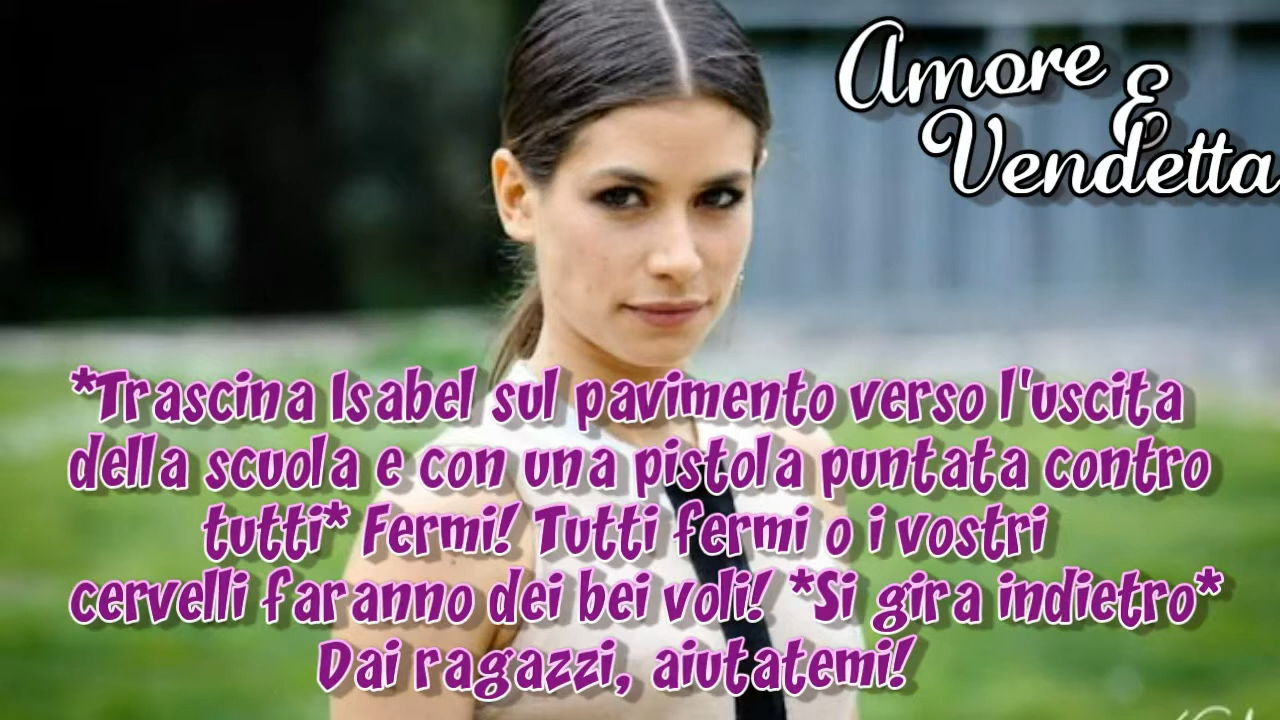 Amore
&
Vendetta
*Trascina Isabel sul pavimento verso l'uscita
della scuola e con una pistola puntata contro
tutti* Fermi! Tutti fermi o i vostri
cervelli faranno dei bei voli! *Si gira indietro*
Dai ragazzi, aiutatemi!